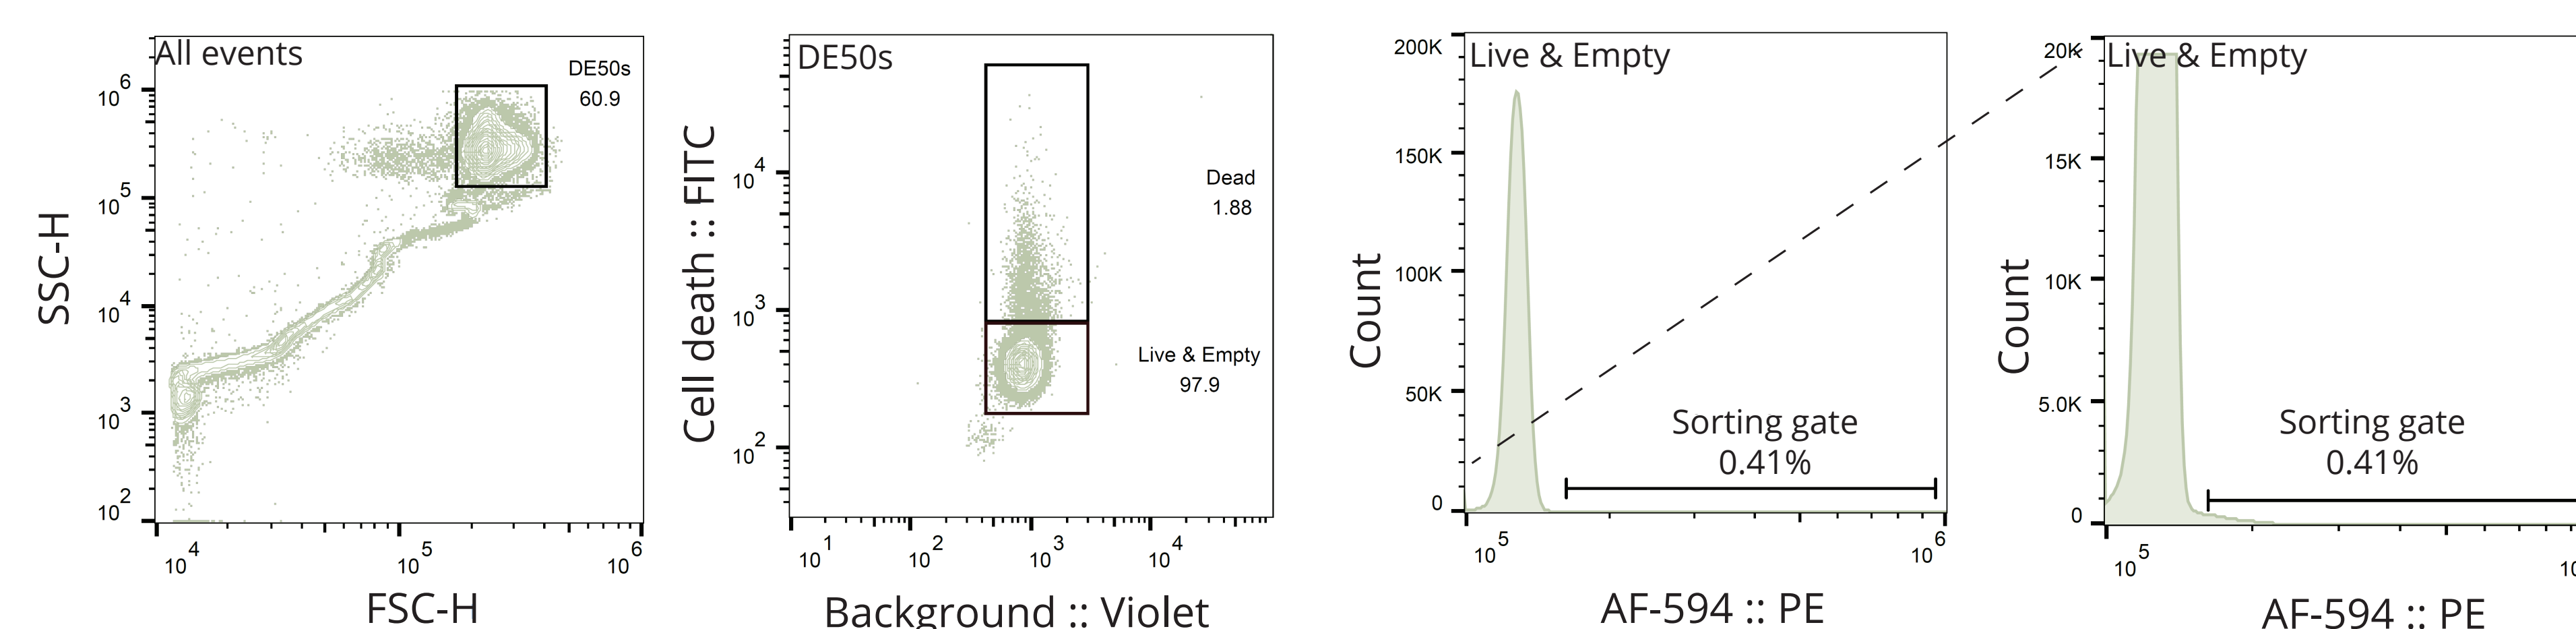 All events
DE50s
60.9
SSC-H
10^6
10^5
10^4
10^3
10^2
10^4
10^5
10^6
FSC-H
DE50s
Dead
1.88
Live & Empty
97.9
Cell death :: FITC
10^4
10^3
10^2
10^1
10^2
10^3
10^4
Background :: Violet
Live & Empty
Sorting gate
0.41%
Count
200K
150K
100K
50K
0
10^5
10^6
AF-594 :: PE
Live & Empty
Sorting gate
0.41%
Count
20K
15K
10K
5.0K
0
10^5
10
AF-594 :: PE